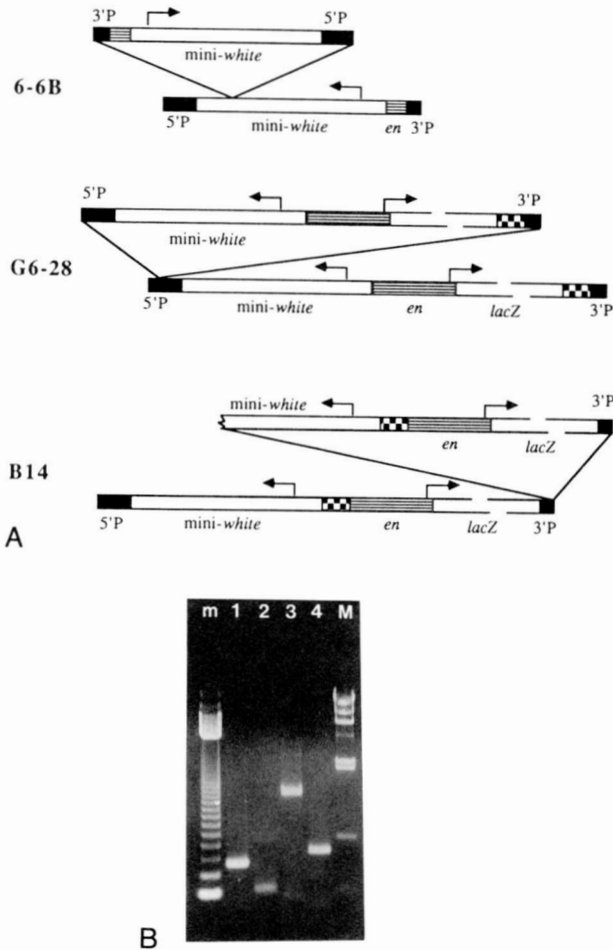 3'P 5'P
mini-white
6-6B
5'P mini-white en 3'P
5'P 3'P
mini-white
G6-28
5'P mini-white en lacZ 3'P
mini-white 3'P
en lacZ
B14
5'P mini-white en lacZ 3'P
A
m 1 2 3 4 M
B